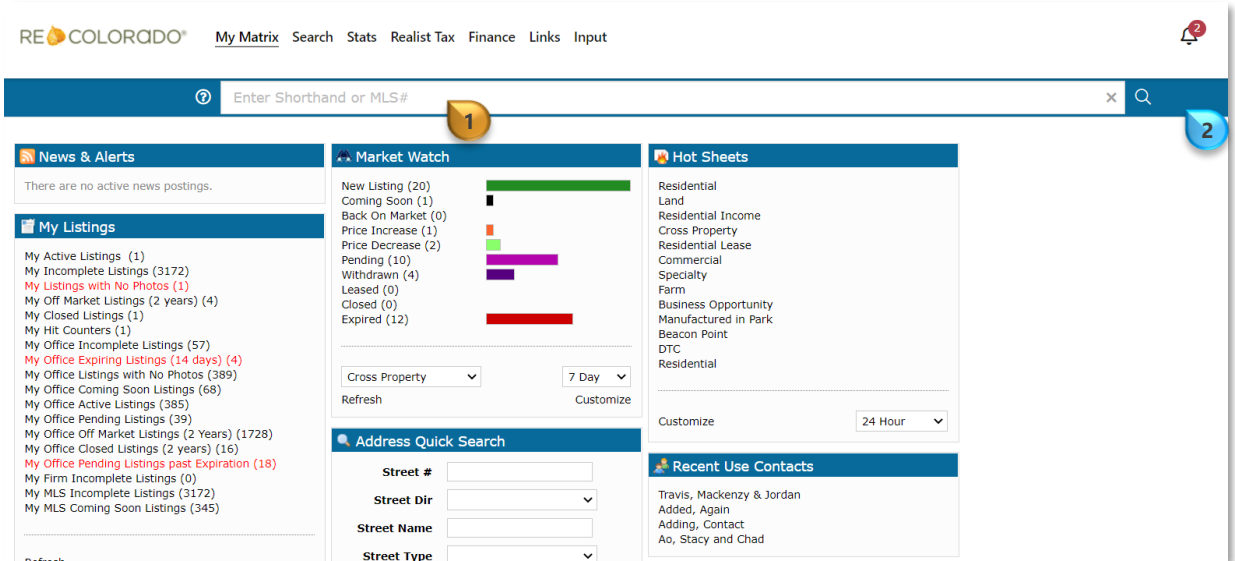 RE COLORADO®
My Matrix Search Stats Realist Tax Finance Links Input
2
Enter Shorthand or MLS#
1
2
News & Alerts
There are no active news postings.
My Listings
My Active Listings (1)
My Incomplete Listings (3172)
My Listings with No Photos (1)
My Off Market Listings (2 years) (4)
My Closed Listings (1)
My Hit Counters (1)
My Office Incomplete Listings (57)
My Office Expiring Listings (14 days) (4)
My Office Listings with No Photos (389)
My Office Coming Soon Listings (68)
My Office Active Listings (385)
My Office Pending Listings (39)
My Office Off Market Listings (2 Years) (1728)
My Office Closed Listings (2 years) (16)
My Office Pending Listings past Expiration (18)
My Firm Incomplete Listings (0)
My MLS Incomplete Listings (3172)
My MLS Coming Soon Listings (345)
Refresh
Market Watch
New Listing (20)
Coming Soon (1)
Back On Market (0)
Price Increase (1)
Price Decrease (2)
Pending (10)
Withdrawn (4)
Leased (0)
Closed (0)
Expired (12)
Cross Property 7 Day
Refresh Customize
Address Quick Search
Street #
Street Dir
Street Name
Street Type
Hot Sheets
Residential
Land
Residential Income
Cross Property
Residential Lease
Commercial
Specialty
Farm
Business Opportunity
Manufactured in Park
Beacon Point
DTC
Residential
Customize 24 Hour
Recent Use Contacts
Travis, Mackenzy & Jordan
Added, Again
Adding, Contact
Ao, Stacy and Chad